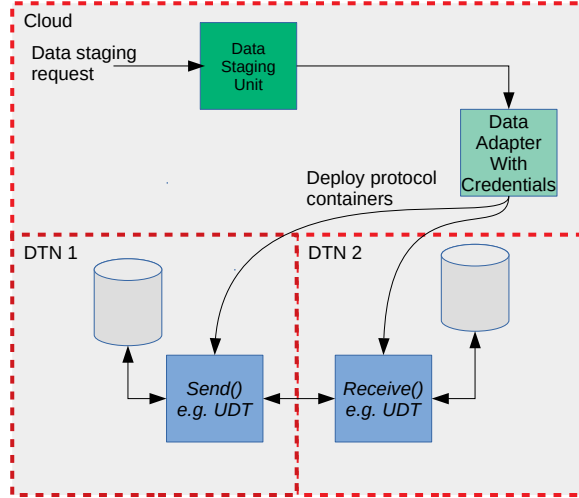 Cloud
Data staging
request
Data
Staging
Unit
Data
Adapter
With
Credentials
Deploy protocol
containers
DTN 1
DTN 2
Send()
e.g. UDT
Receive()
e.g. UDT